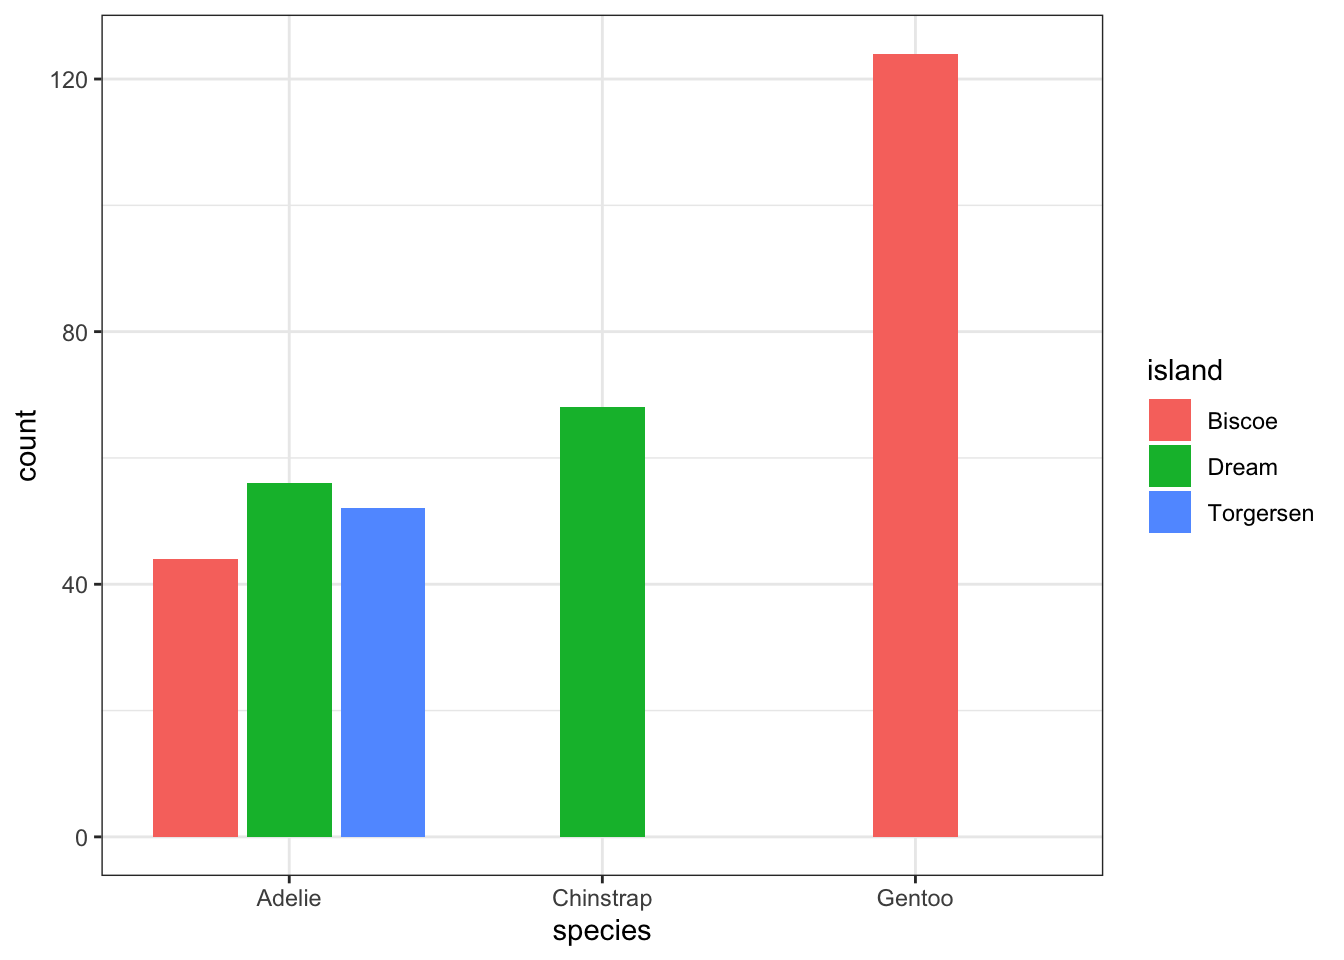 120
80
40
0
count
Adelie
Chinstrap
Gentoo
species
island
Biscoe
Dream
Torgersen